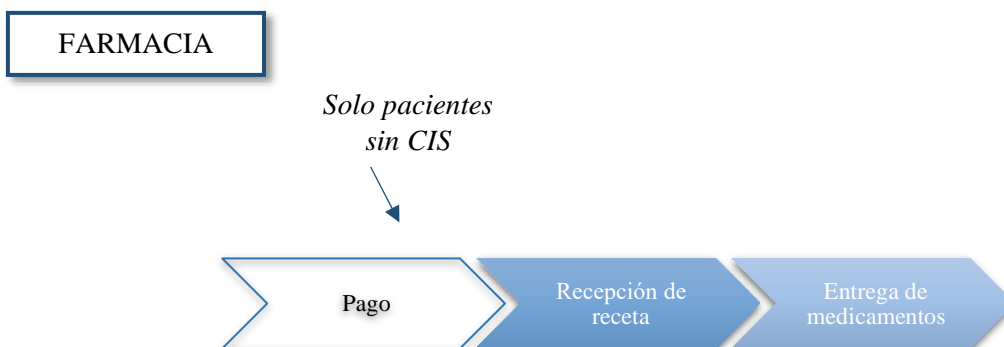 FARMACIA
Solo pacientes
sin CIS
Pago
Recepción de
receta
Entrega de
medicamentos